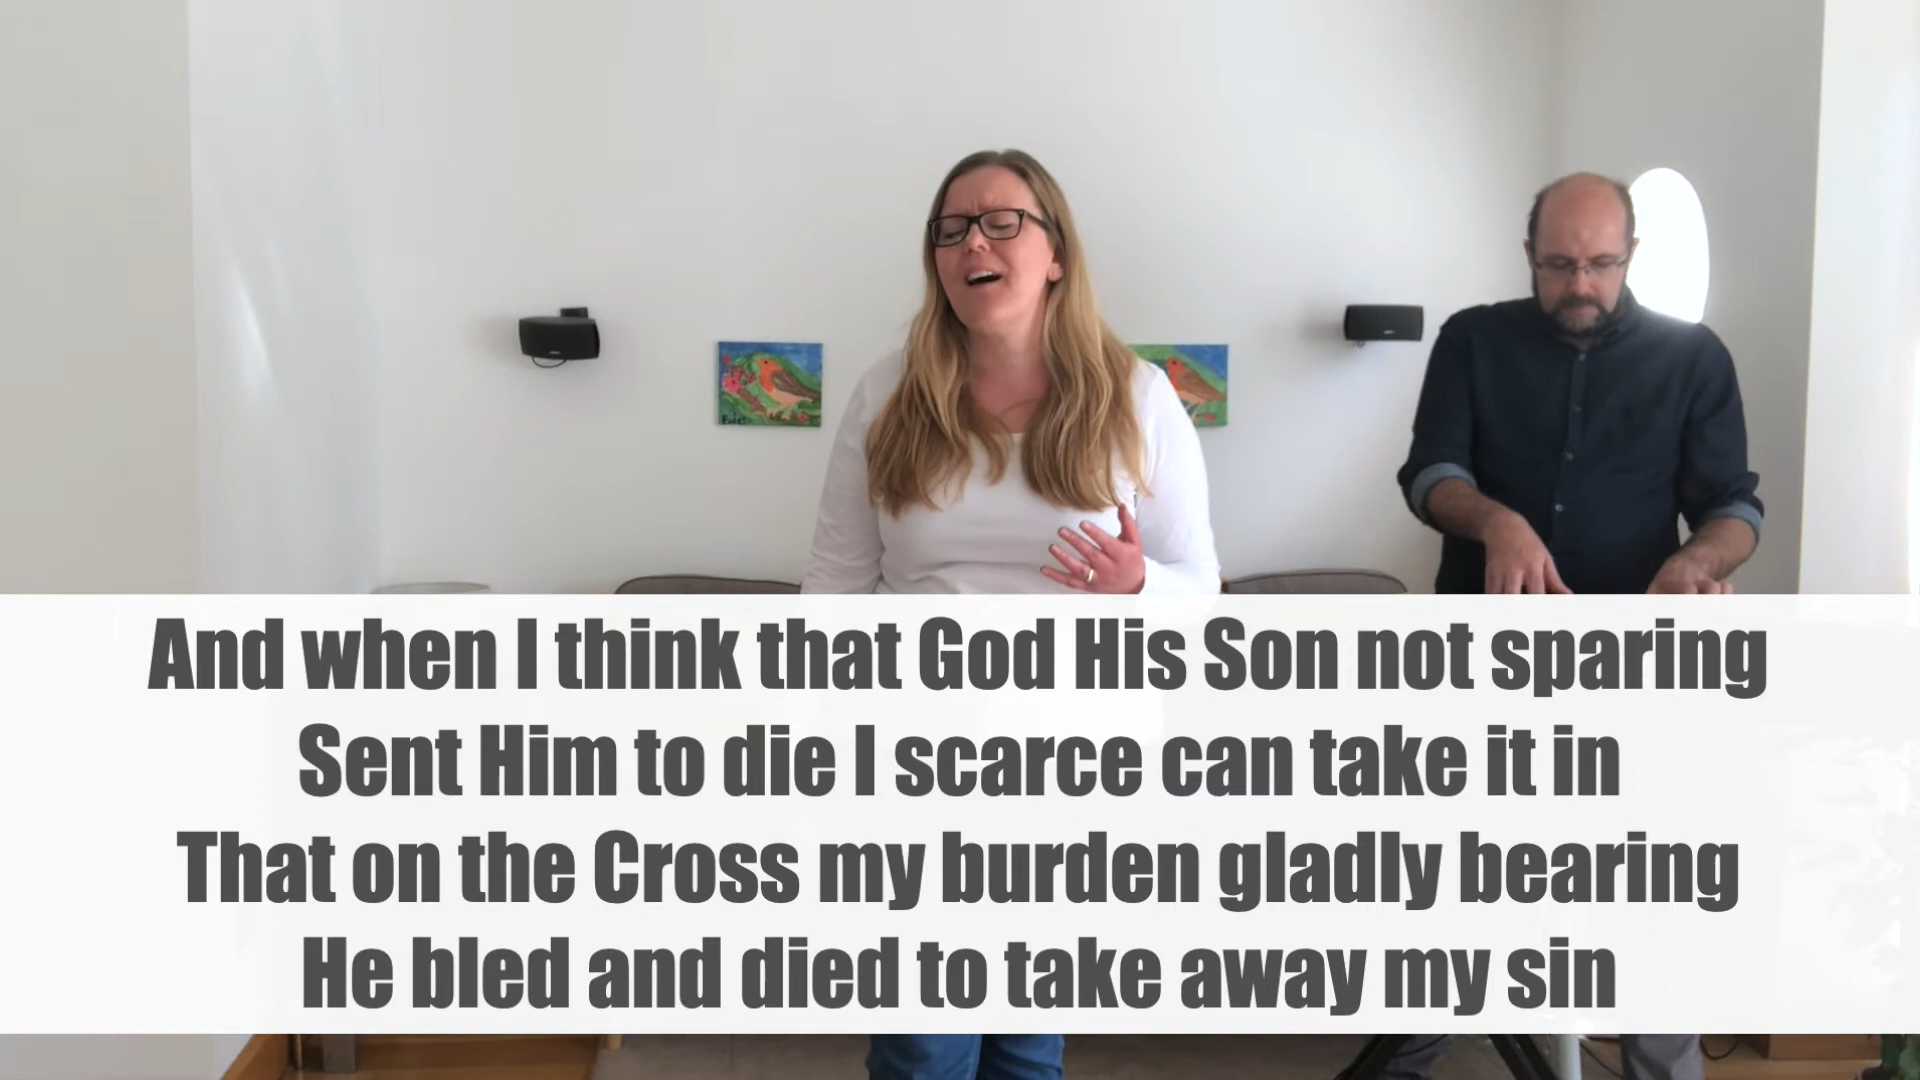 And when I think that God His Son not sparing
Sent Him to die I scarce can take it in
That on the Cross my burden gladly bearing
He bled and died to take away my sin